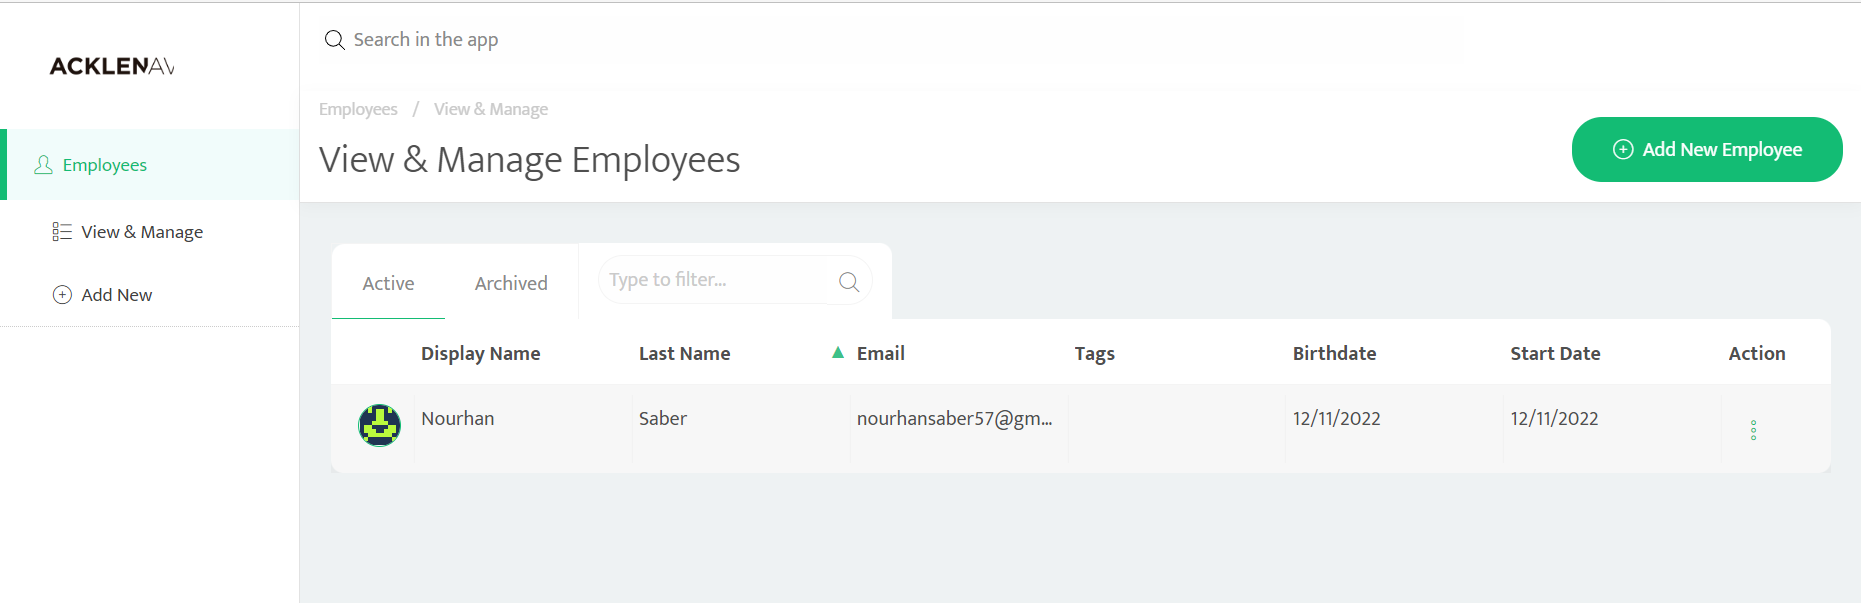 Search in the app
ACKLENAV
Employees / View & Manage
View & Manage Employees
Add New Employee
Employees
View & Manage
Add New
Active Archived Type to filter...
Display Name Last Name Email Tags Birthdate Start Date Action
Nourhan Saber nourhansaber57@gm... 12/11/2022 12/11/2022